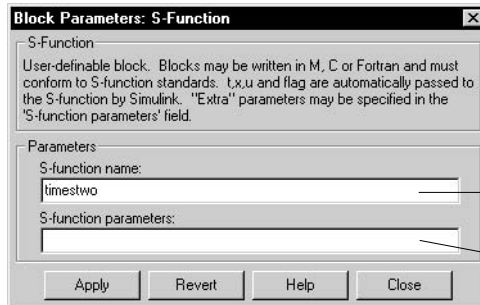 Block Parameters: S-Function
S-Function
User-definable block. Blocks may be written in M, C or Fortran and must
conform to S-function standards. t,x,u and flag are automatically passed to
the S-function by Simulink. "Extra" parameters may be specified in the
'S-function parameters' field.
Parameters
S-function name:
timestwo
S-function parameters:
Apply Revert Help Close